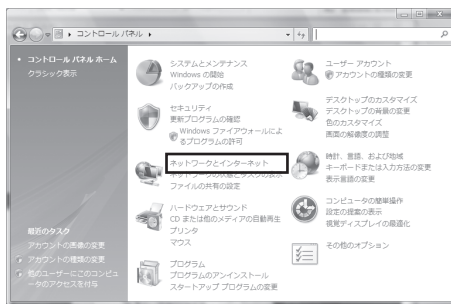 コントロール パネル
コントロール パネル ホーム
クラシック表示
システムとメンテナンス
Windows の開始
バックアップの作成
セキュリティ
更新プログラムの確認
Windows ファイアウォールによ
るプログラムの許可
ネットワークとインターネット
ネットワークの状態とタスクの表示
ファイルの共有の設定
ハードウェアとサウンド
CD または他のメディアの自動再生
プリンタ
マウス
プログラム
プログラムのアンインストール
スタートアップ プログラムの変更
ユーザー アカウント
アカウントの種類の変更
デスクトップのカスタマイズ
デスクトップの背景の変更
色のカスタマイズ
画面の解像度の調整
時計、言語、および地域
キーボードまたは入力方法の変更
表示言語の変更
コンピュータの簡単操作
設定の提案の表示
視覚ディスプレイの最適化
その他のオプション
最近のタスク
アカウントの画像の変更
アカウントの種類の変更
他のユーザーにこのコンピュ
ータのアクセスを付与